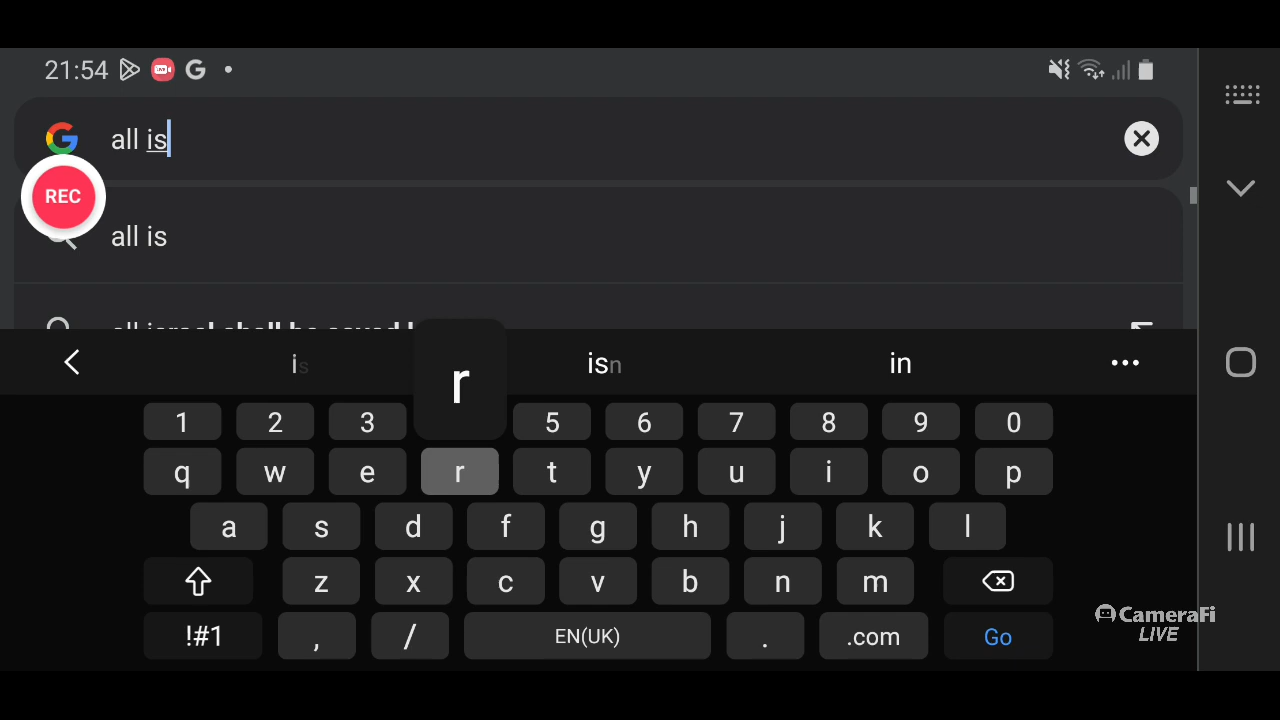 21:54
all is
REC
all is
is
isn
in
r
1 2 3 5 6 7 8 9 0
q w e r t y u i o p
a s d f g h j k l
z x c v b n m
!#1 , / EN(UK) . .com Go
CameraFi
LIVE